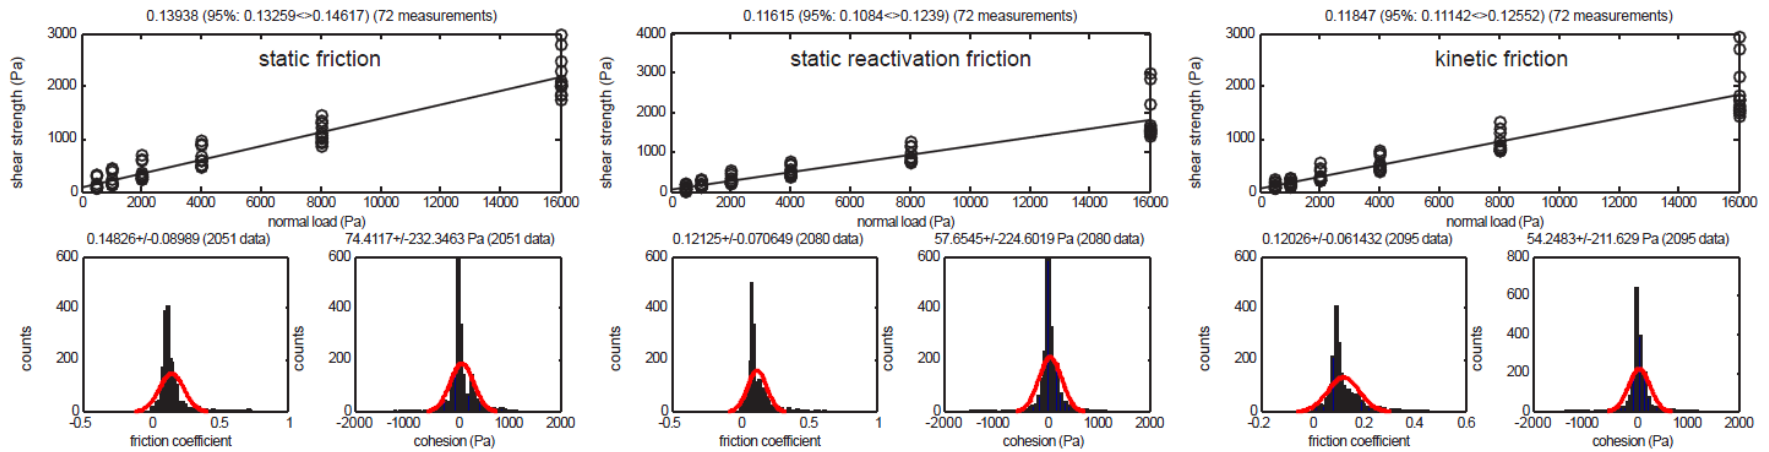 0.13938 (95%: 0.13259<>0.14617) (72 measurements)
3000
2000
1000
0
shear strength (Pa)
static friction
0 2000 4000 6000 8000 10000 12000 14000 16000
normal load (Pa)
0.11615 (95%: 0.1084<>0.1239) (72 measurements)
4000
3000
2000
1000
0
shear strength (Pa)
static reactivation friction
0 2000 4000 6000 8000 10000 12000 14000 16000
normal load (Pa)
0.11847 (95%: 0.11142<>0.12552) (72 measurements)
3000
2000
1000
0
shear strength (Pa)
kinetic friction
0 2000 4000 6000 8000 10000 12000 14000 16000
normal load (Pa)
0.14826+/-0.08989 (2051 data)
600
400
200
0
counts
-0.5 0 0.5 1
friction coefficient
74.4117+/-232.3463 Pa (2051 data)
600
400
200
0
counts
-2000 -1000 0 1000 2000
cohesion (Pa)
0.12125+/-0.070649 (2080 data)
600
400
200
0
counts
-0.5 0 0.5 1
friction coefficient
57.6545+/-224.6019 Pa (2080 data)
600
400
200
0
counts
-2000 -1000 0 1000 2000
cohesion (Pa)
0.12026+/-0.061432 (2095 data)
600
400
200
0
counts
-0.2 0 0.2 0.4 0.6
friction coefficient
54.2483+/-211.629 Pa (2095 data)
800
600
400
200
0
counts
-2000 -1000 0 1000 2000
cohesion (Pa)